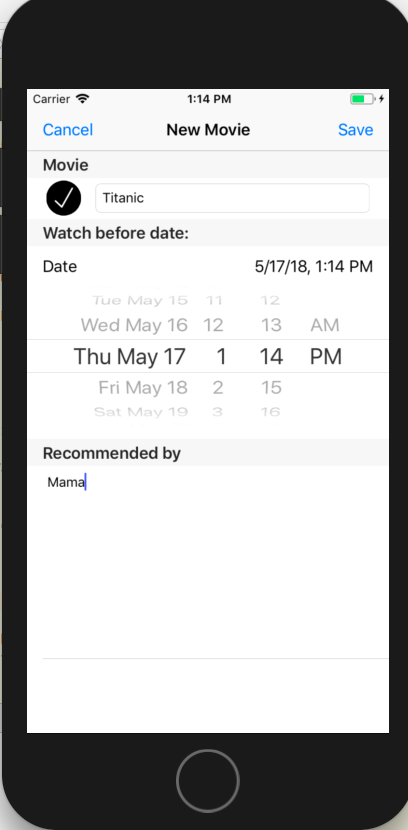 Carrier 1:14 PM
Cancel New Movie Save
Movie
Titanic
Watch before date:
Date 5/17/18, 1:14 PM
Tue May 15 11 12
Wed May 16 12 13 AM
Thu May 17 1 14 PM
Fri May 18 2 15
Sat May 19 3 16
Recommended by
Mama